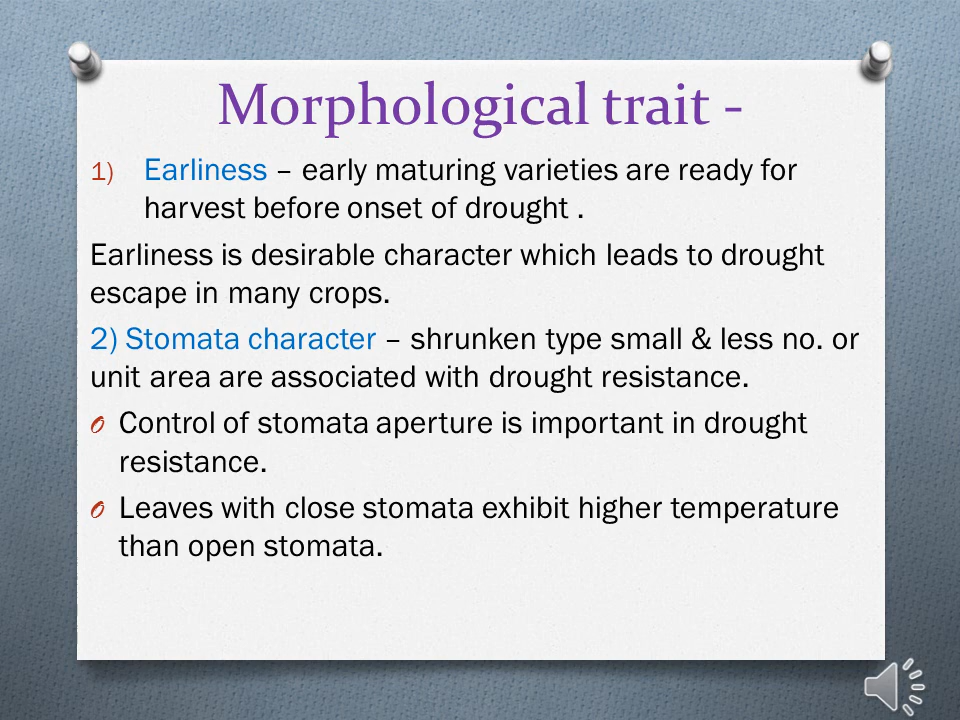 Morphological trait -
1) Earliness – early maturing varieties are ready for
harvest before onset of drought .
Earliness is desirable character which leads to drought
escape in many crops.
2) Stomata character – shrunken type small & less no. or
unit area are associated with drought resistance.
Control of stomata aperture is important in drought
resistance.
Leaves with close stomata exhibit higher temperature
than open stomata.